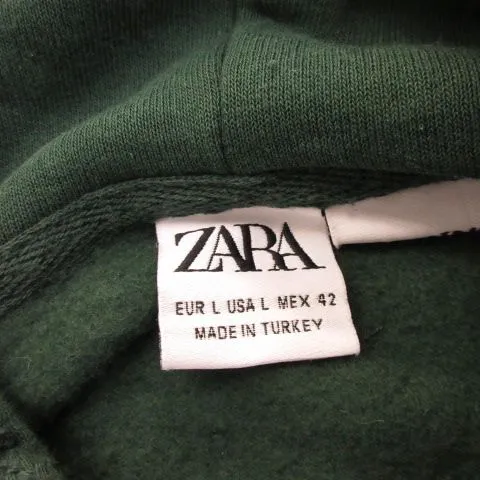 ZARA
EUR L USA L MEX 42
MADE IN TURKEY